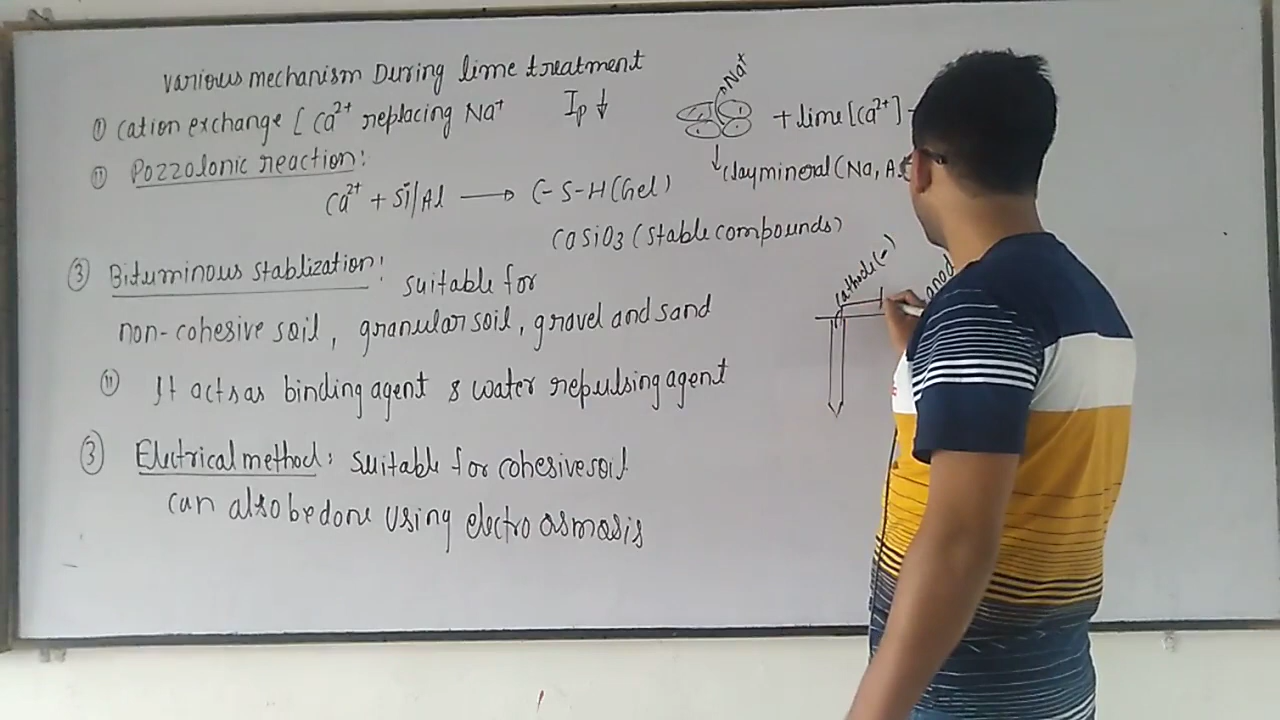 Various mechanism During lime treatment
① Cation exchange [Ca²⁺ replacing Na⁺ Ip ↓
⑪ Pozzolonic reaction:
Ca²⁺ + Si/Al ⟶ C-S-H(Gel)
CaSiO₃ (Stable compounds)
③ Bituminous Stablization: Suitable for
non-cohesive soil, granular soil, gravel and sand
⑪ It acts as binding agent & water repulsing agent
③ Electrical method: Suitable for cohesive soil
can also be done using electro osmosis
Na⁺
+ lime [Ca²⁺]
↓ Clay mineral (Na,
Cathode (-)